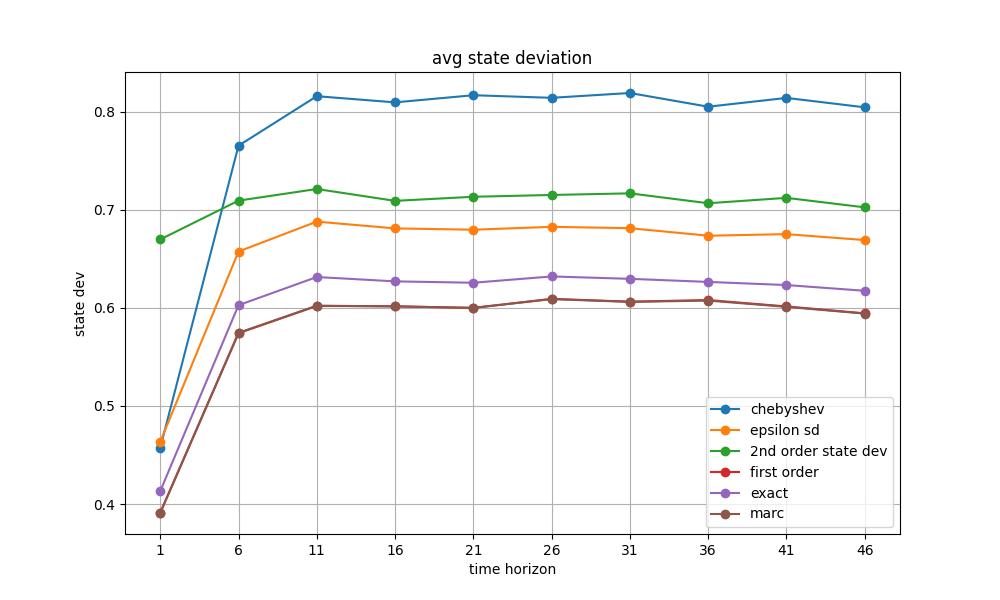 avg state deviation
0.8
0.7
0.6
0.5
0.4
state dev
1 6 11 16 21 26 31 36 41 46
time horizon
chebyshev
epsilon sd
2nd order state dev
first order
exact
marc